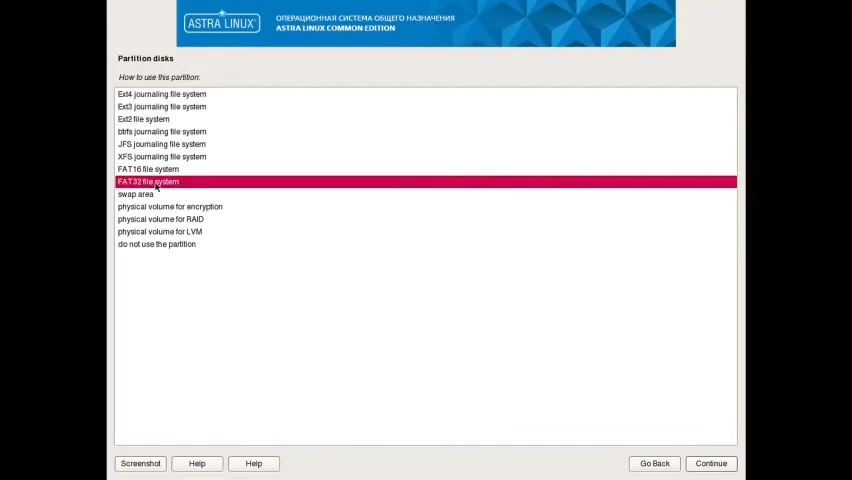 ASTRA LINUX
ОПЕРАЦИОННАЯ СИСТЕМА ОБЩЕГО НАЗНАЧЕНИЯ
ASTRA LINUX COMMON EDITION
Partition disks
How to use this partition:
Ext4 journaling file system
Ext3 journaling file system
Ext2 file system
btrfs journaling file system
JFS journaling file system
XFS journaling file system
FAT16 file system
FAT32 file system
swap area
physical volume for encryption
physical volume for RAID
physical volume for LVM
do not use the partition
Screenshot Help Help Go Back Continue